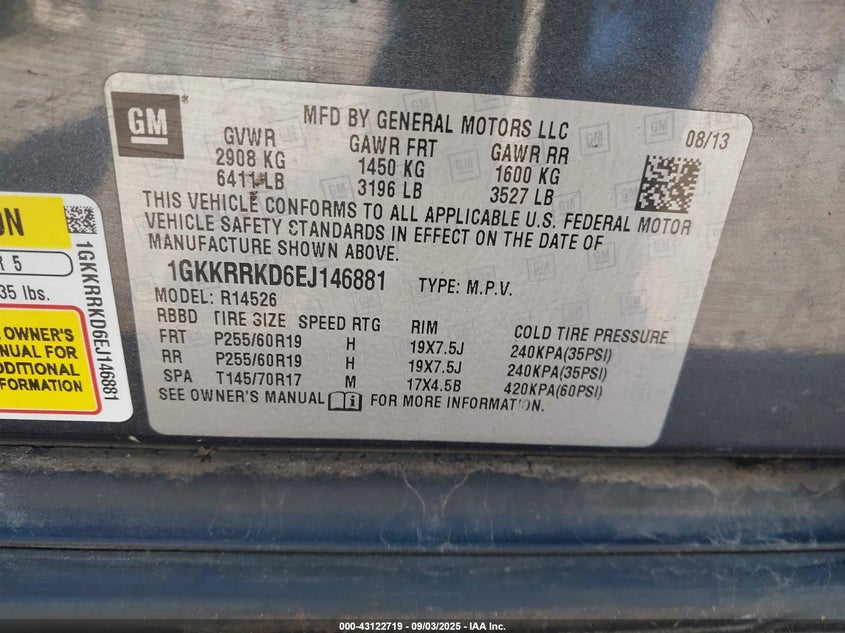 GM
MFD BY GENERAL MOTORS LLC
08/13
GVWR GAWR FRT GAWR RR
2908 KG 1450 KG 1600 KG
6411 LB 3196 LB 3527 LB
THIS VEHICLE CONFORMS TO ALL APPLICABLE U.S. FEDERAL MOTOR
VEHICLE SAFETY STANDARDS IN EFFECT ON THE DATE OF
MANUFACTURE SHOWN ABOVE.
1GKKRRKD6EJ146881 TYPE: M.P.V.
MODEL: R14526
RBBD TIRE SIZE SPEED RTG RIM COLD TIRE PRESSURE
FRT P255/60R19 H 19X7.5J 240KPA(35PSI)
RR P255/60R19 H 19X7.5J 240KPA(35PSI)
SPA T145/70R17 M 17X4.5B 420KPA(60PSI)
SEE OWNER'S MANUAL FOR MORE INFORMATION.
ON
R 5
35 lbs.
OWNER'S
MANUAL FOR
ADDITIONAL
INFORMATION
1GKKRRKD6EJ146881
000-43122719 - 09/03/2025 - IAA Inc.